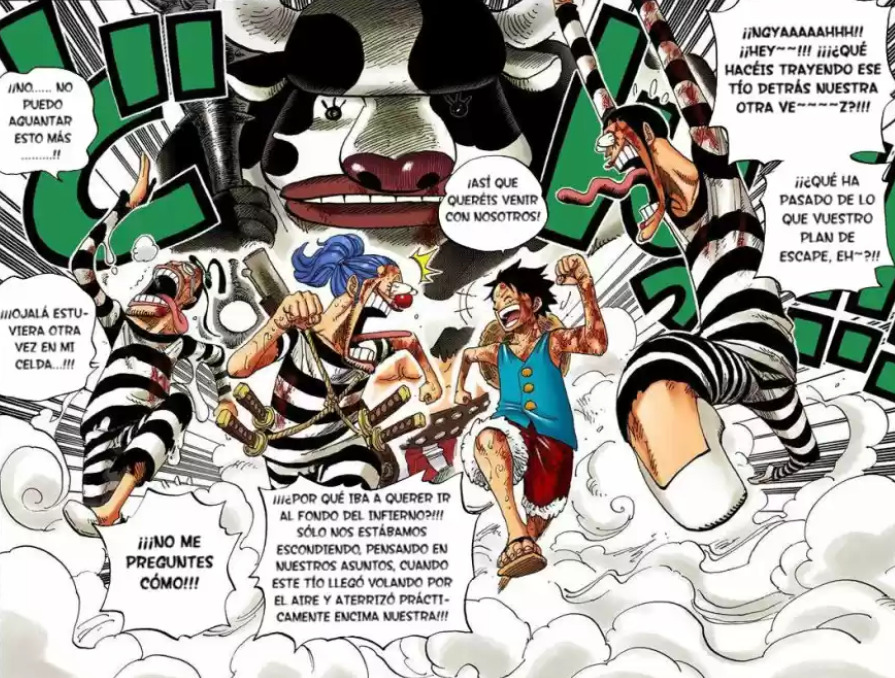 ¡¡NGYAAAAAHHH!!
¡¡HEY~~!!! ¡¡¡¿QUÉ
HACÉIS TRAYENDO ESE
TÍO DETRÁS NUESTRA
OTRA VE~~~~Z?!!!
¡¡¿QUÉ HA
PASADO DE LO
QUE VUESTRO
PLAN DE
ESCAPE, EH~?!!
¡ASÍ QUE
QUERÉIS VENIR
CON NOSOTROS!
¡¡NO...... NO
PUEDO
AGUANTAR
ESTO MÁS
..........!!
¡¡¡OJALÁ ESTU-
VIERA OTRA
VEZ EN MI
CELDA...!!!
¡¡¡¿POR QUÉ IBA A QUERER IR
AL FONDO DEL INFIERNO?!!!
SÓLO NOS ESTÁBAMOS
ESCONDIENDO, PENSANDO EN
NUESTROS ASUNTOS, CUANDO
ESTE TÍO LLEGÓ VOLANDO POR
EL AIRE Y ATERRIZÓ PRÁCTI-
CAMENTE ENCIMA NUESTRA!!!
¡¡¡NO ME
PREGUNTES
CÓMO!!!